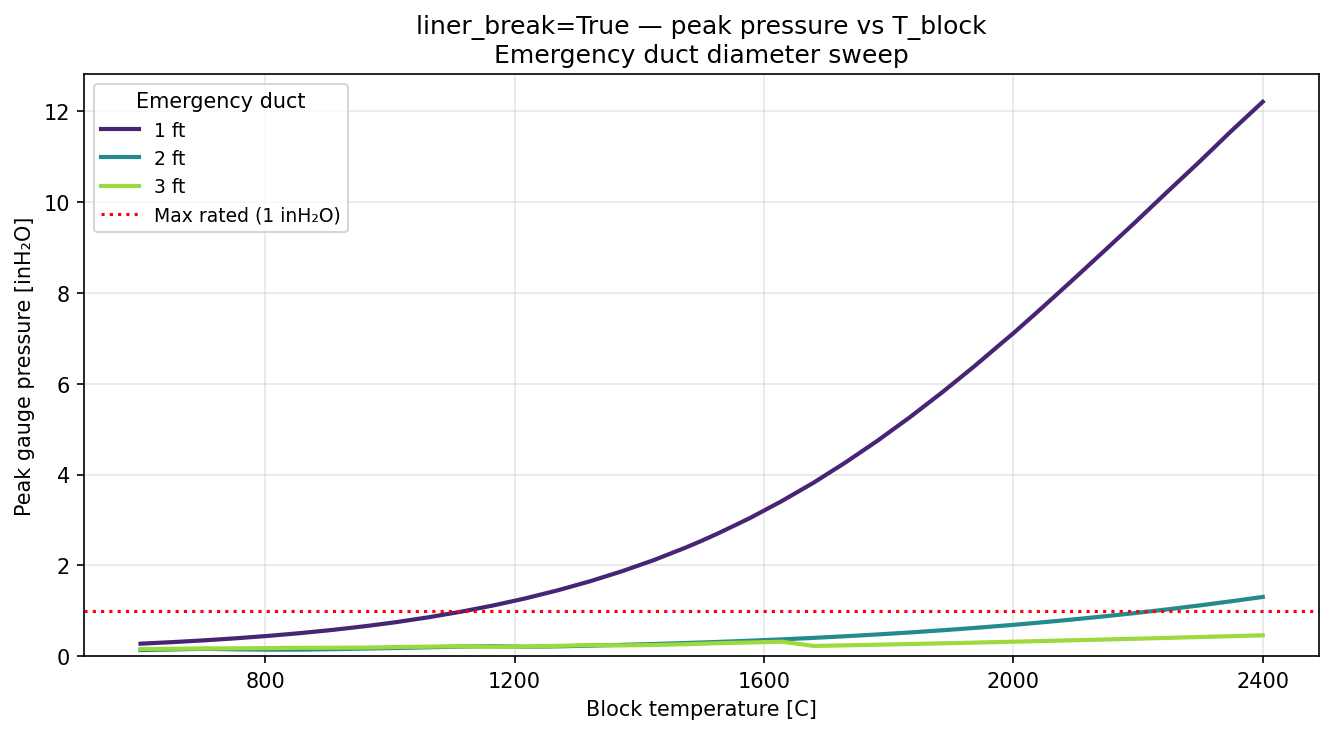 liner_break=True — peak pressure vs T_block
Emergency duct diameter sweep
Emergency duct
1 ft
2 ft
3 ft
Max rated (1 inH₂O)
Peak gauge pressure [inH₂O]
12
10
8
6
4
2
0
800
1200
1600
2000
2400
Block temperature [C]